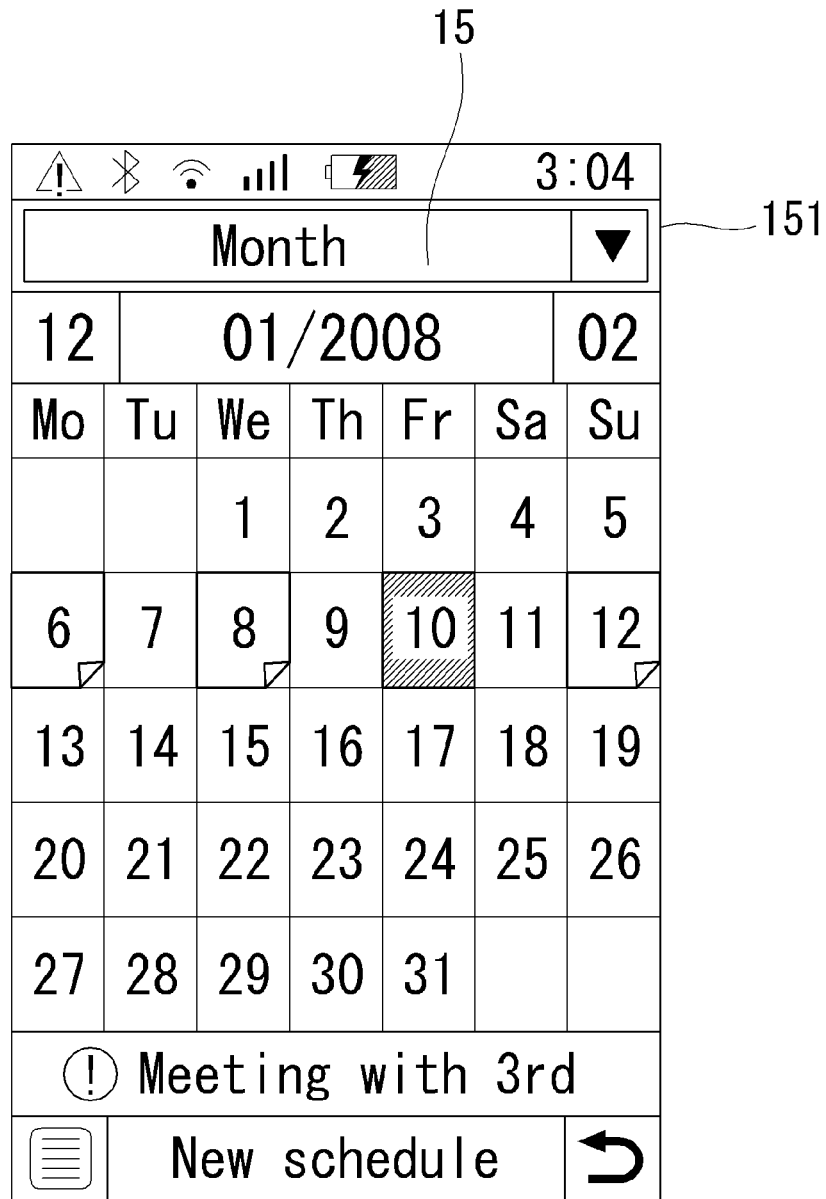 15
3:04
151
Month
12 01/2008 02
Mo Tu We Th Fr Sa Su
1 2 3 4 5
6 7 8 9 10 11 12
13 14 15 16 17 18 19
20 21 22 23 24 25 26
27 28 29 30 31
Meeting with 3rd
New schedule